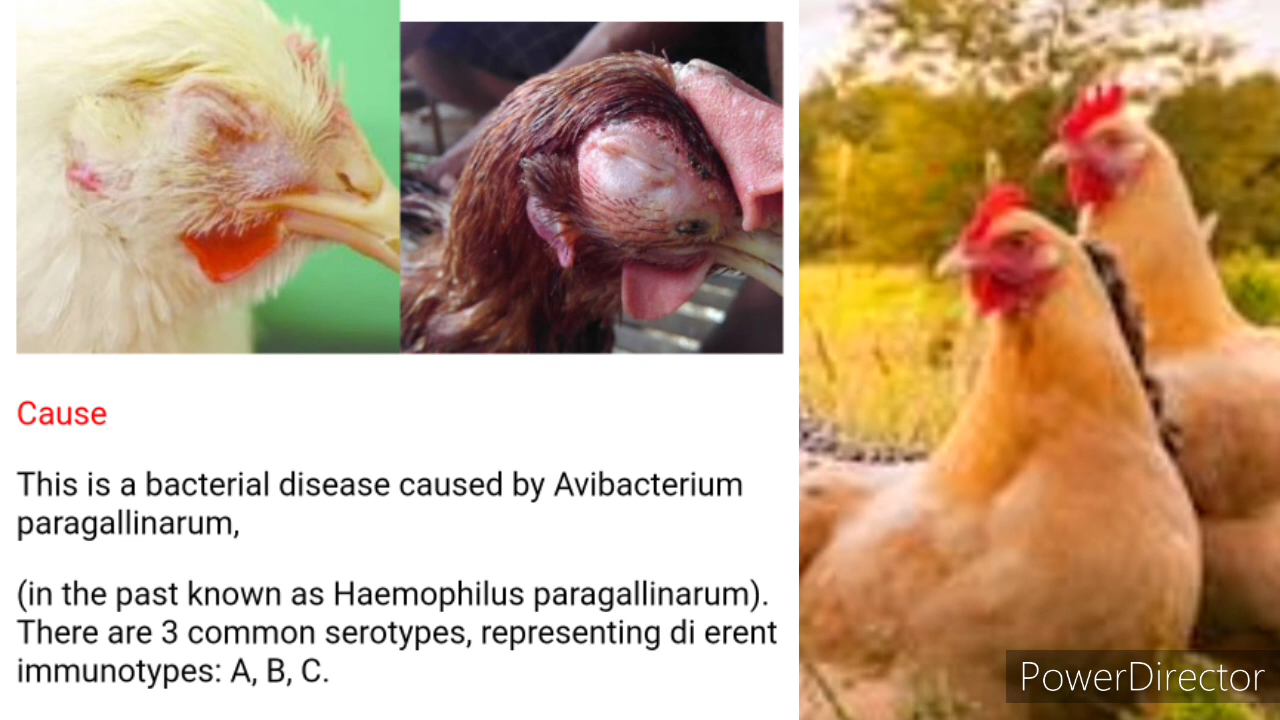 Cause
This is a bacterial disease caused by Avibacterium
paragallinarum,
(in the past known as Haemophilus paragallinarum).
There are 3 common serotypes, representing di erent
immunotypes: A, B, C.
PowerDirector